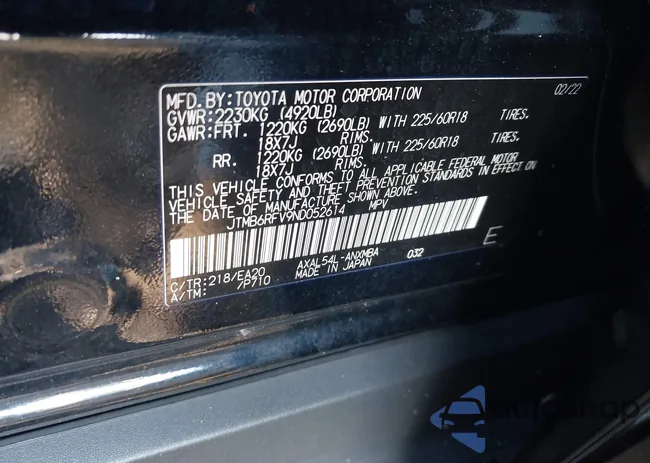 MFD. BY: TOYOTA MOTOR CORPORATION 02/22
GVWR: 2230KG (4920LB)
GAWR: FRT. 1220KG (2690LB) WITH 225/60R18 TIRES.
18X7J RIMS.
RR. 1220KG (2690LB) WITH 225/60R18 TIRES.
18X7J RIMS.
THIS VEHICLE CONFORMS TO ALL APPLICABLE FEDERAL MOTOR
VEHICLE SAFETY AND THEFT PREVENTION STANDARDS IN EFFECT ON
THE DATE OF MANUFACTURE SHOWN ABOVE.
JTMB6RFV9ND052614 MPV
C/TR: 218/EA20 AXAL54L-ANXMBA 032 E
A/TM: 7P710 MADE IN JAPAN
autosnap